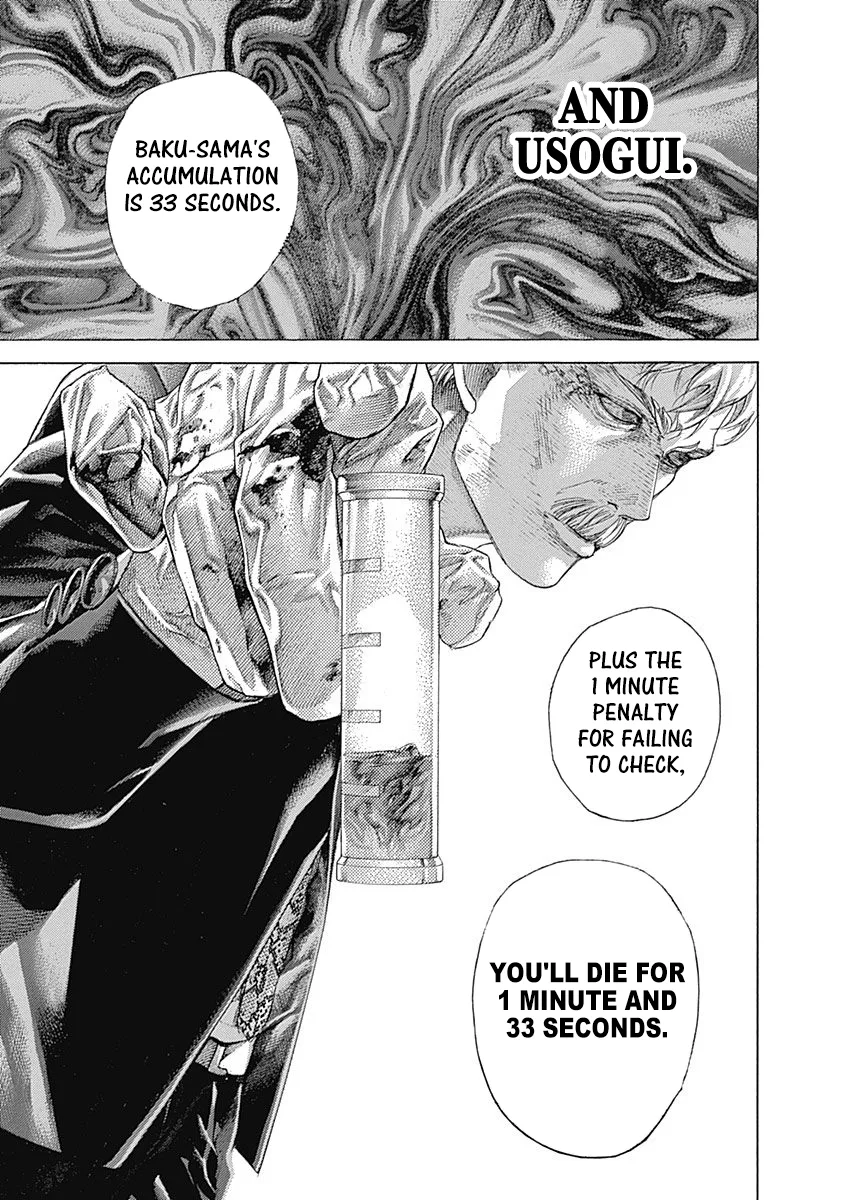 AND
USOGUI.
BAKU-SAMA'S
ACCUMULATION
IS 33 SECONDS.
PLUS THE
1 MINUTE
PENALTY
FOR FAILING
TO CHECK,
YOU'LL DIE FOR
1 MINUTE AND
33 SECONDS.